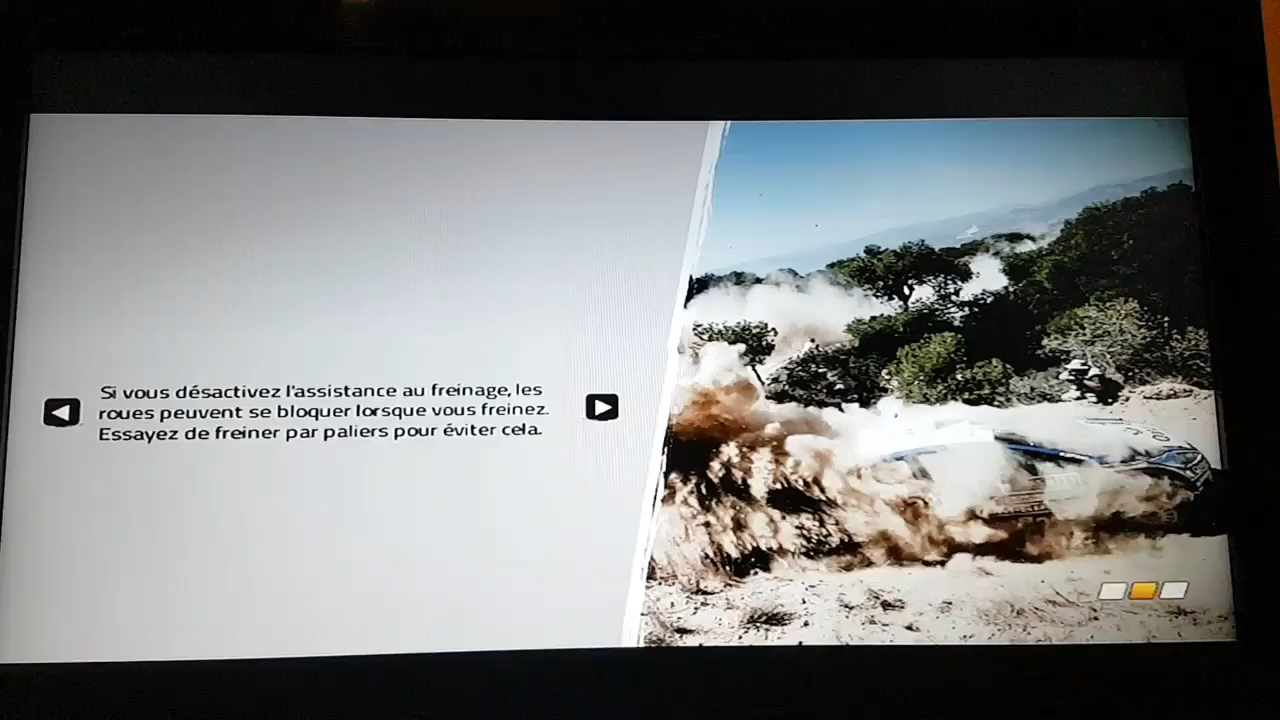 Si vous désactivez l'assistance au freinage, les
roues peuvent se bloquer lorsque vous freinez.
Essayez de freiner par paliers pour éviter cela.